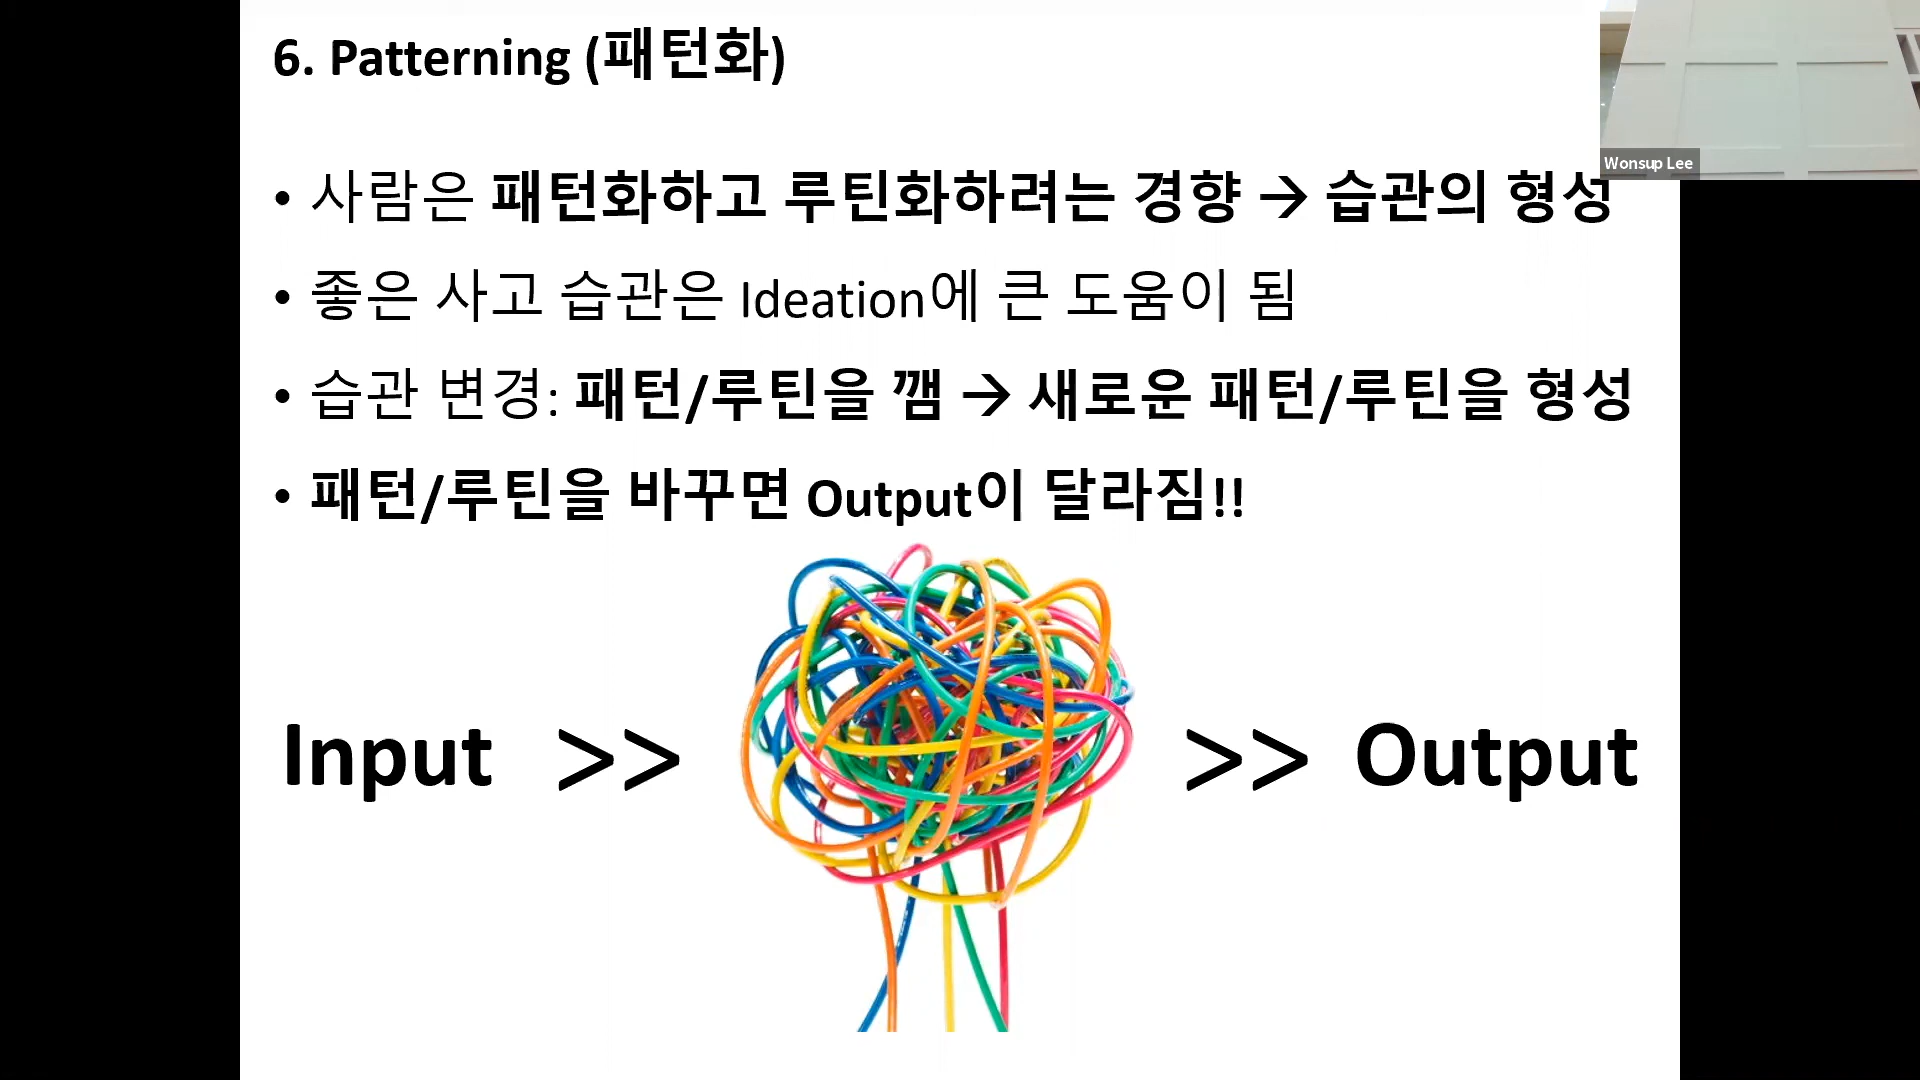 6. Patterning (패턴화)
Wonsup Lee
• 사람은 패턴화하고 루틴화하려는 경향 → 습관의 형성
• 좋은 사고 습관은 Ideation에 큰 도움이 됨
• 습관 변경: 패턴/루틴을 깸 → 새로운 패턴/루틴을 형성
• 패턴/루틴을 바꾸면 Output이 달라짐!!
Input >> >> Output